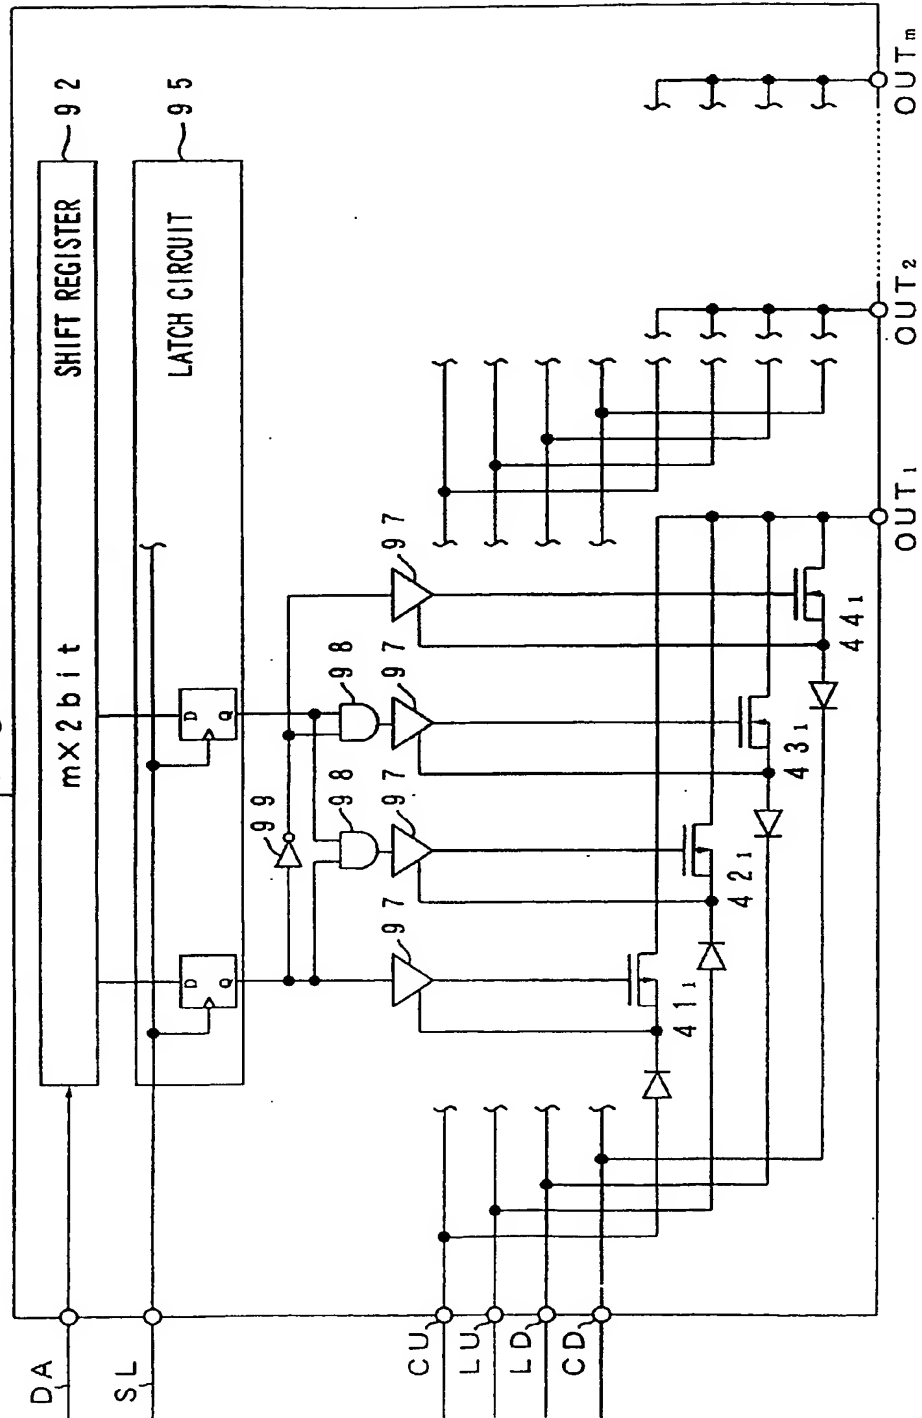 DA
SL
CU
LU
LD
CD
m×2bit
SHIFT REGISTER
92
LATCH CIRCUIT
95
D
Q
D
Q
99
98
98
97
97
97
97
41₁
42₁
43₁
44₁
OUT₁
OUT₂
OUTm